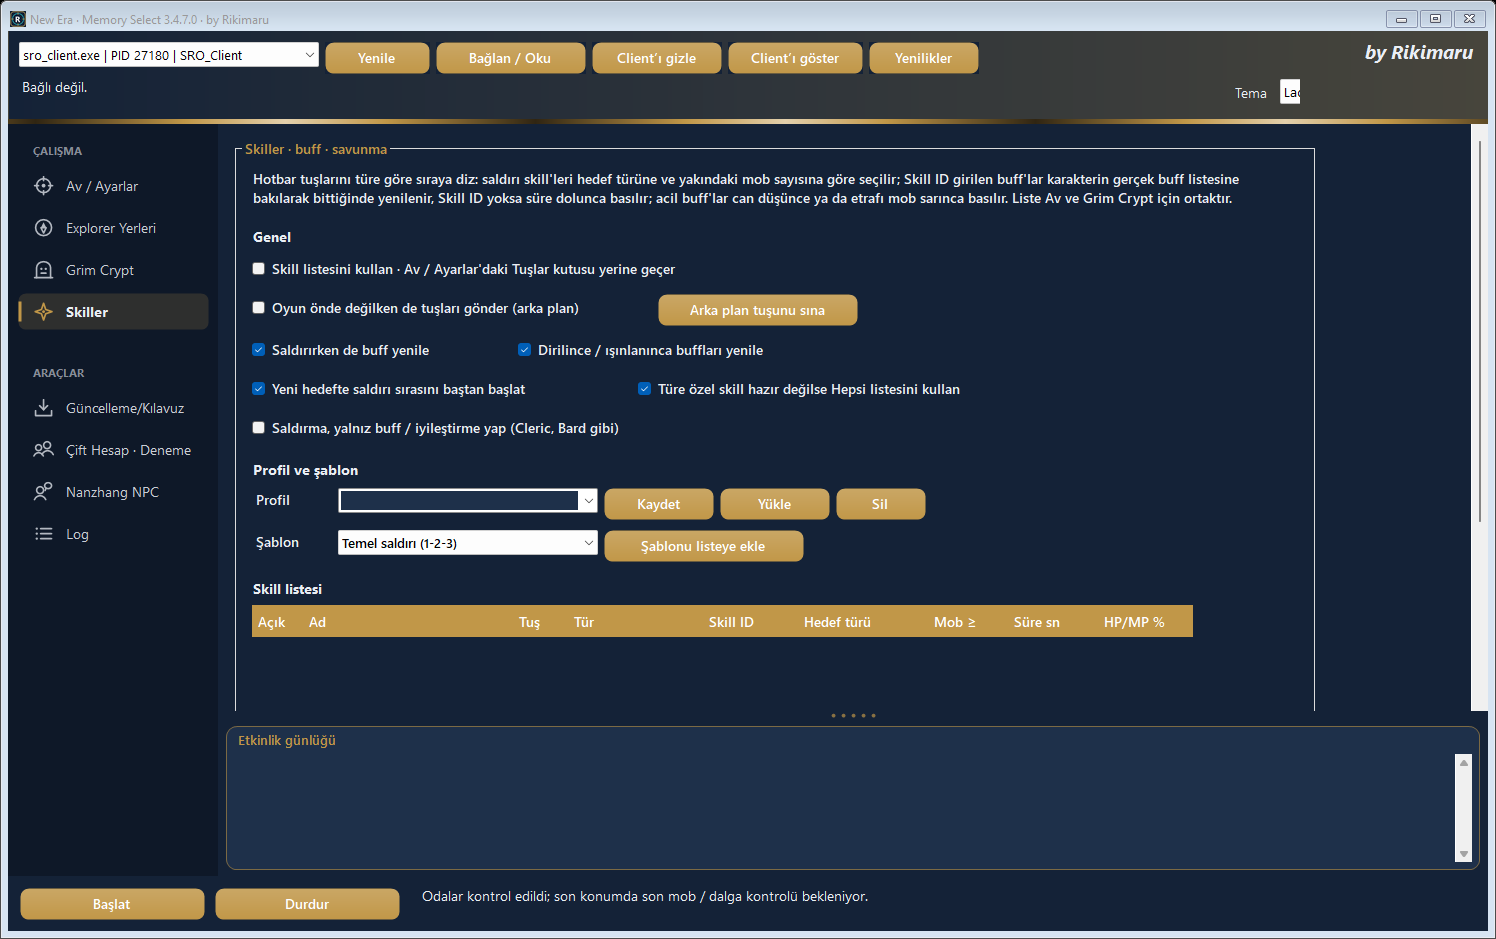 New Era · Memory Select 3.4.7.0 · by Rikimaru
sro_client.exe | PID 27180 | SRO_Client
Yenile
Bağlan / Oku
Client'ı gizle
Client'ı göster
Yenilikler
by Rikimaru
Bağlı değil.
Tema
Lac
ÇALIŞMA
Av / Ayarlar
Explorer Yerleri
Grim Crypt
Skiller
ARAÇLAR
Güncelleme/Kılavuz
Çift Hesap · Deneme
Nanzhang NPC
Log
Skiller · buff · savunma
Hotbar tuşlarını türe göre sıraya diz: saldırı skill'leri hedef türüne ve yakındaki mob sayısına göre seçilir; Skill ID girilen buff'lar karakterin gerçek buff listesine
bakılarak bittiğinde yenilenir, Skill ID yoksa süre dolunca basılır; acil buff'lar can düşünce ya da etrafı mob sarınca basılır. Liste Av ve Grim Crypt için ortaktır.
Genel
Skill listesini kullan · Av / Ayarlar'daki Tuşlar kutusu yerine geçer
Oyun önde değilken de tuşları gönder (arka plan)
Arka plan tuşunu sına
Saldırırken de buff yenile
Dirilince / ışınlanınca buffları yenile
Yeni hedefte saldırı sırasını baştan başlat
Türe özel skill hazır değilse Hepsi listesini kullan
Saldırma, yalnız buff / iyileştirme yap (Cleric, Bard gibi)
Profil ve şablon
Profil
Kaydet
Yükle
Sil
Şablon
Temel saldırı (1-2-3)
Şablonu listeye ekle
Skill listesi
Açık
Ad
Tuş
Tür
Skill ID
Hedef türü
Mob ≥
Süre sn
HP/MP %
Etkinlik günlüğü
Başlat
Durdur
Odalar kontrol edildi; son konumda son mob / dalga kontrolü bekleniyor.